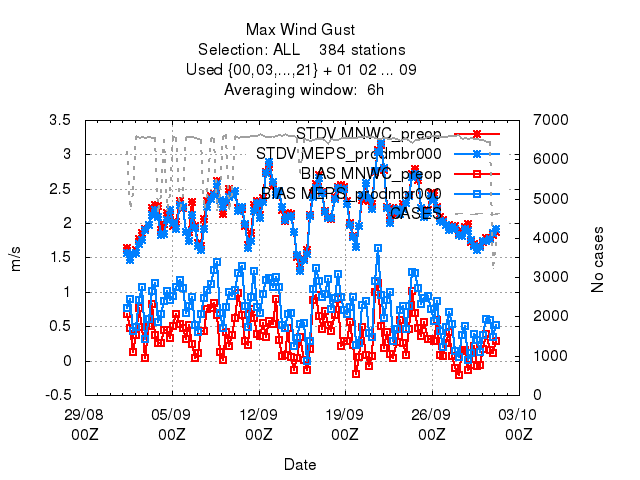 Max Wind Gust
Selection: ALL    384 stations
Used {00,03,...,21} + 01 02 ... 09
Averaging window:  6h
3.5
3
2.5
2
1.5
1
0.5
0
-0.5
m/s
7000
6000
5000
4000
3000
2000
1000
0
No cases
STDV MNWC_preop
STDV MEPS_prodmbr000
BIAS MNWC_preop
BIAS MEPS_prodmbr000
CASES
29/08 05/09 12/09 19/09 26/09 03/10
00Z 00Z 00Z 00Z 00Z 00Z
Date